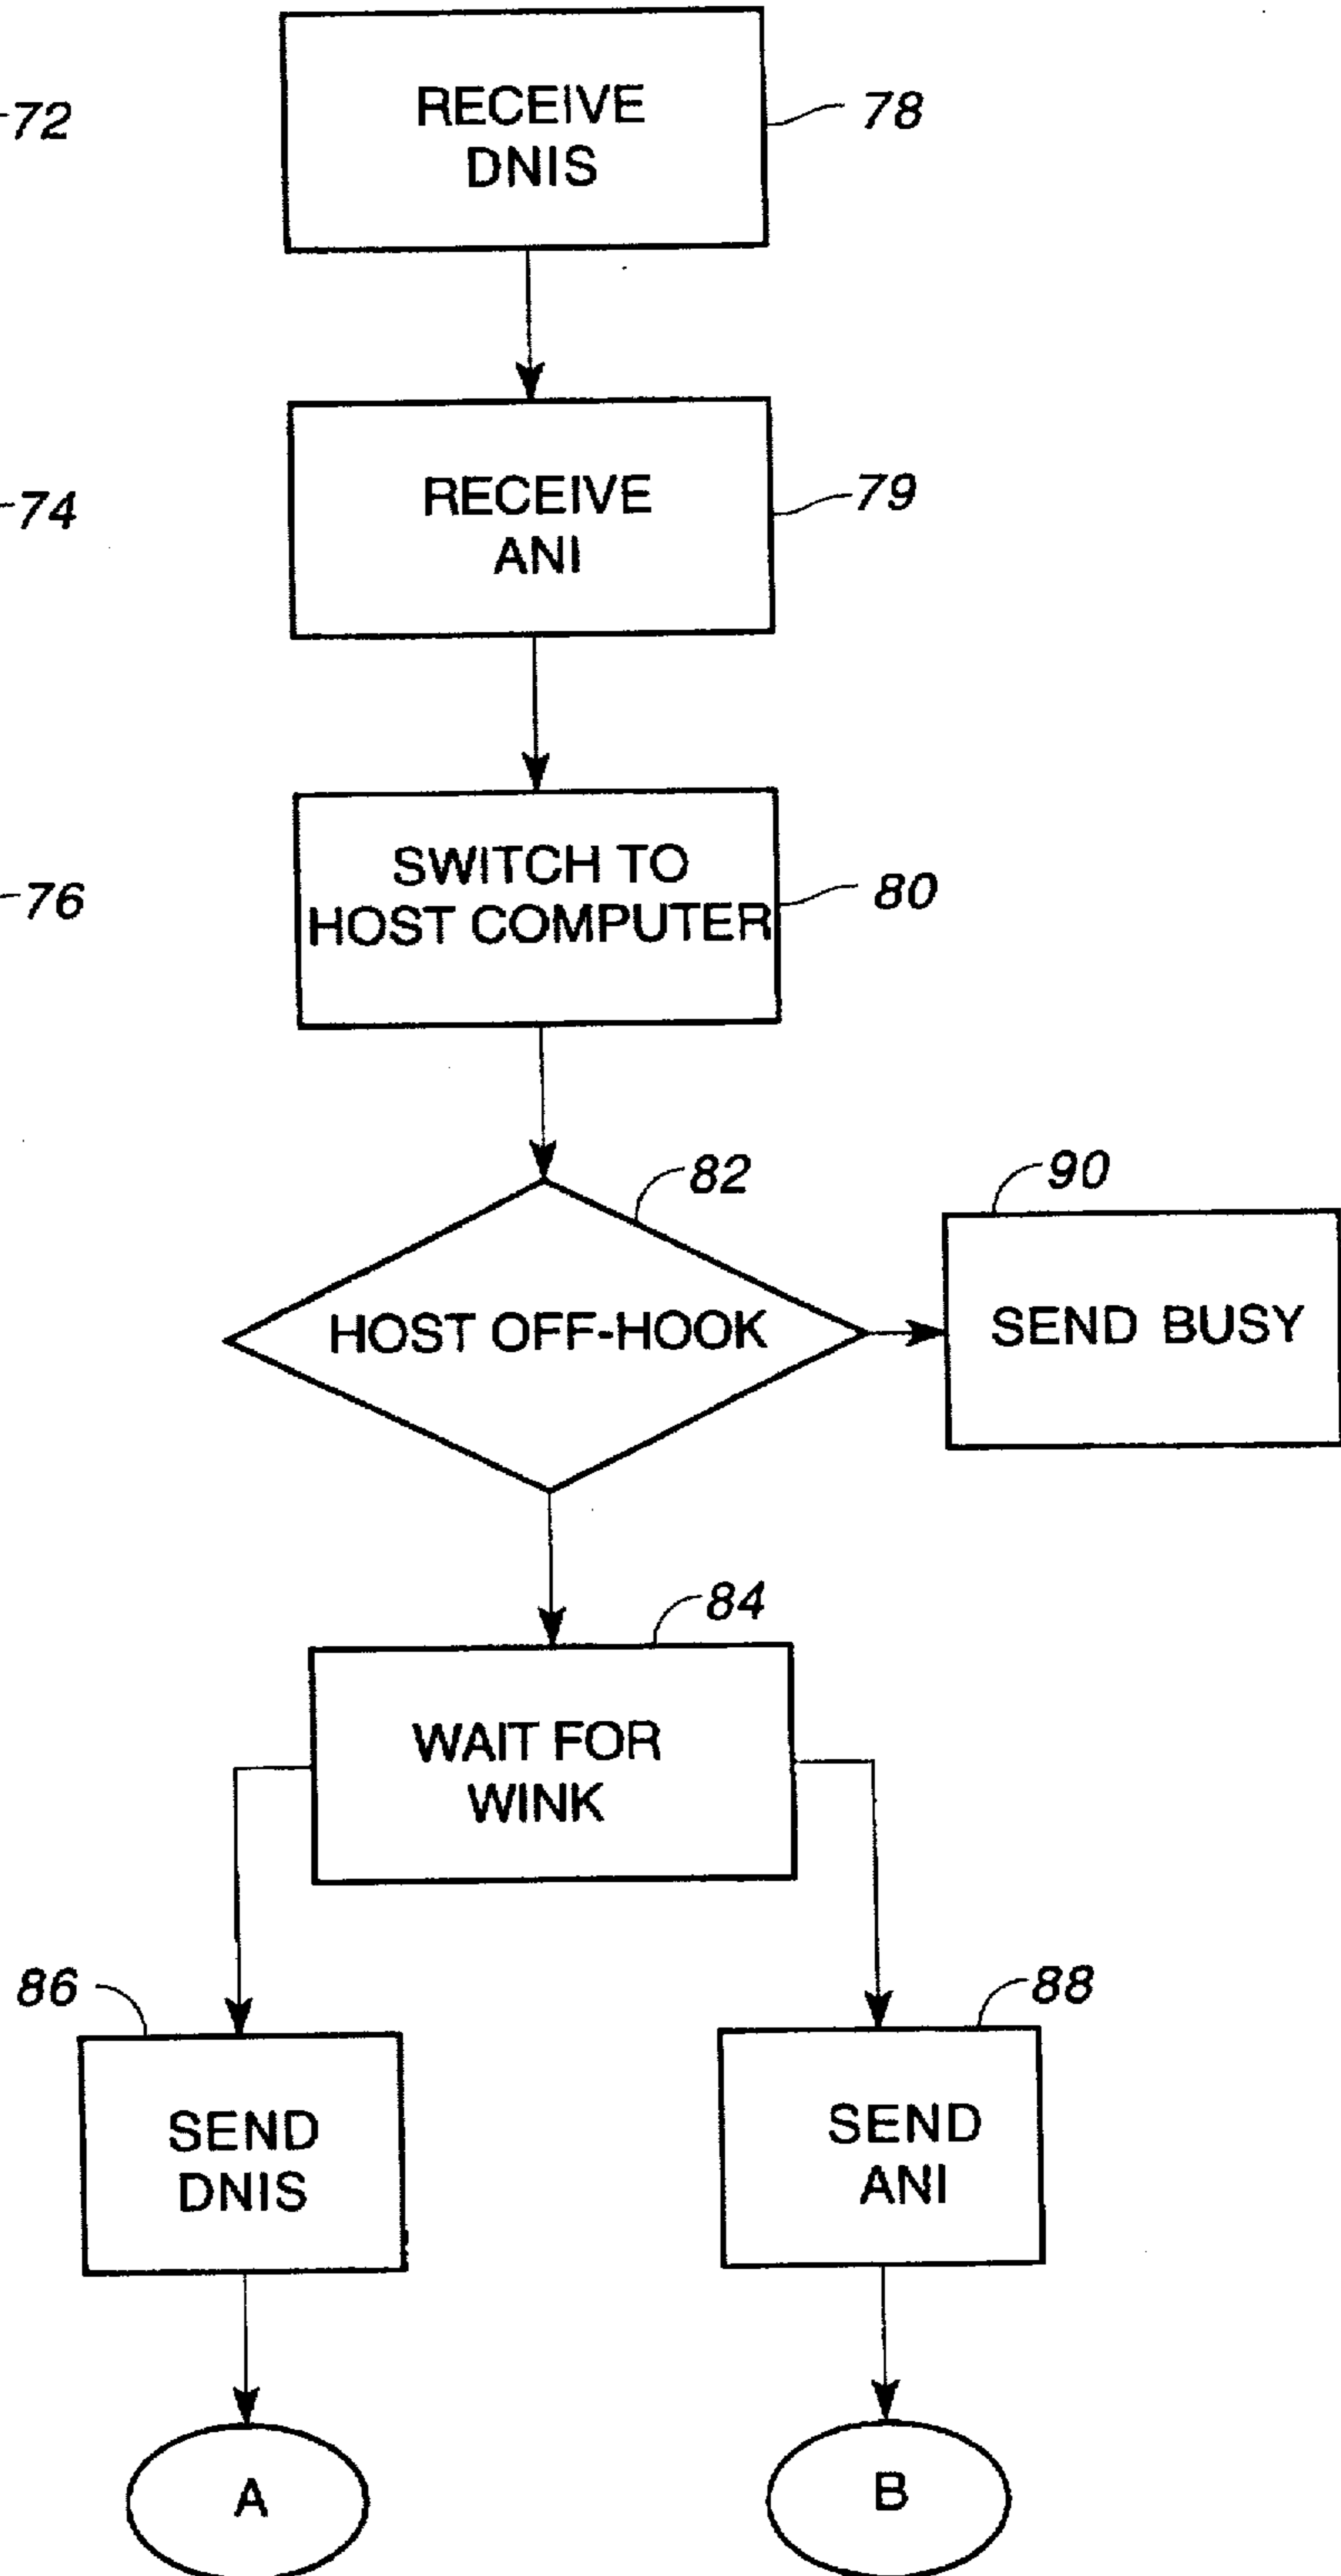 72
RECEIVE
DNIS
78
74
RECEIVE
ANI
79
76
SWITCH TO
HOST COMPUTER
80
82
HOST OFF-HOOK
90
SEND BUSY
84
WAIT FOR
WINK
86
SEND
DNIS
88
SEND
ANI
A
B